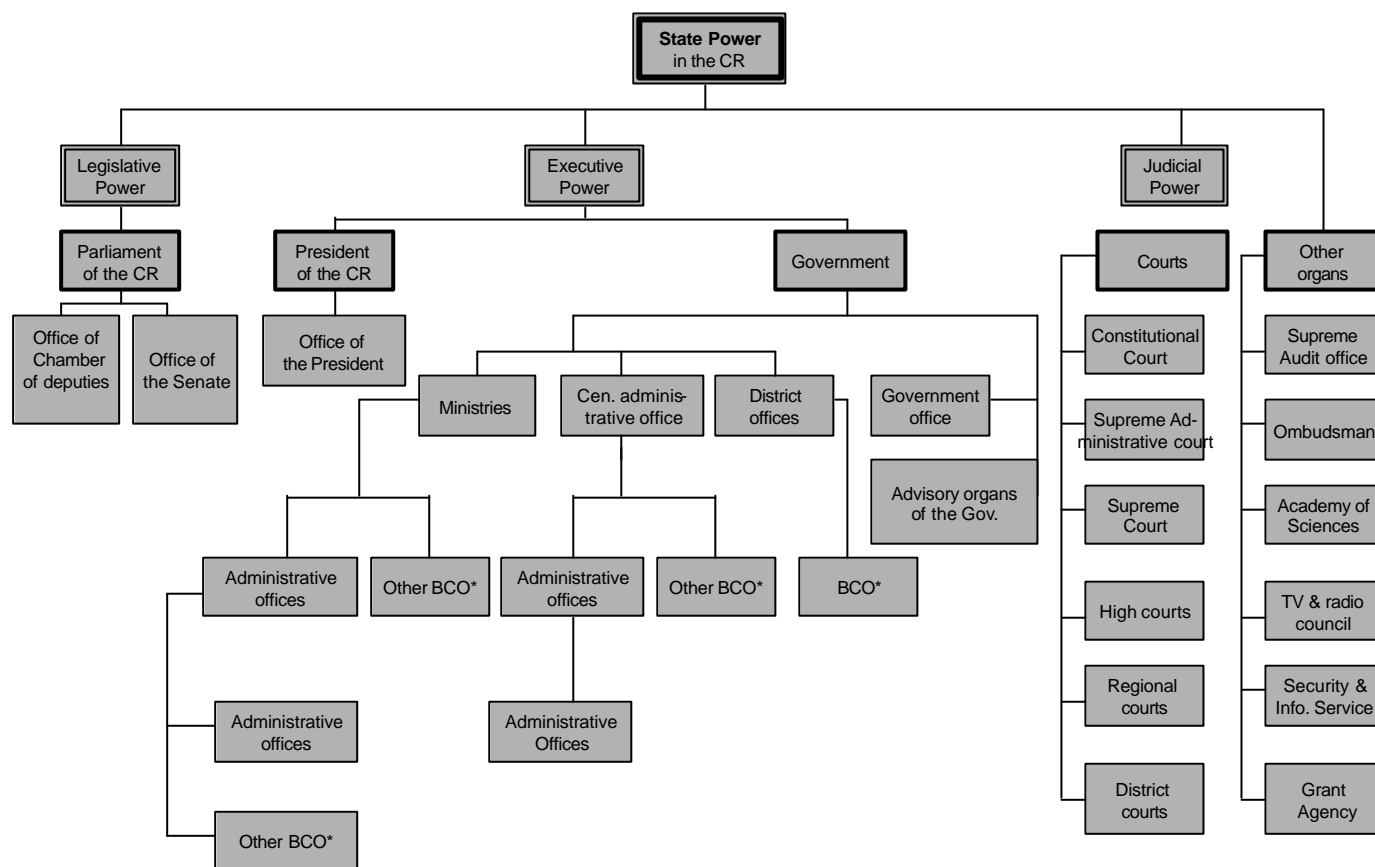 State Power
in the CR
Legislative
Power
Executive
Power
Judicial
Power
Parliament
of the CR
President
of the CR
Government
Courts
Other
organs
Office of
Chamber
of deputies
Office of
the Senate
Office of
the President
Ministries
Cen. adminis-
trative office
District
offices
Government
office
Advisory organs
of the Gov.
Administrative
offices
Other BCO*
Administrative
offices
Other BCO*
BCO*
Administrative
offices
Other BCO*
Administrative
Offices
Constitutional
Court
Supreme Ad-
ministrative court
Supreme
Court
High courts
Regional
courts
District
courts
Supreme
Audit office
Ombudsman
Academy of
Sciences
TV & radio
council
Security &
Info. Service
Grant
Agency